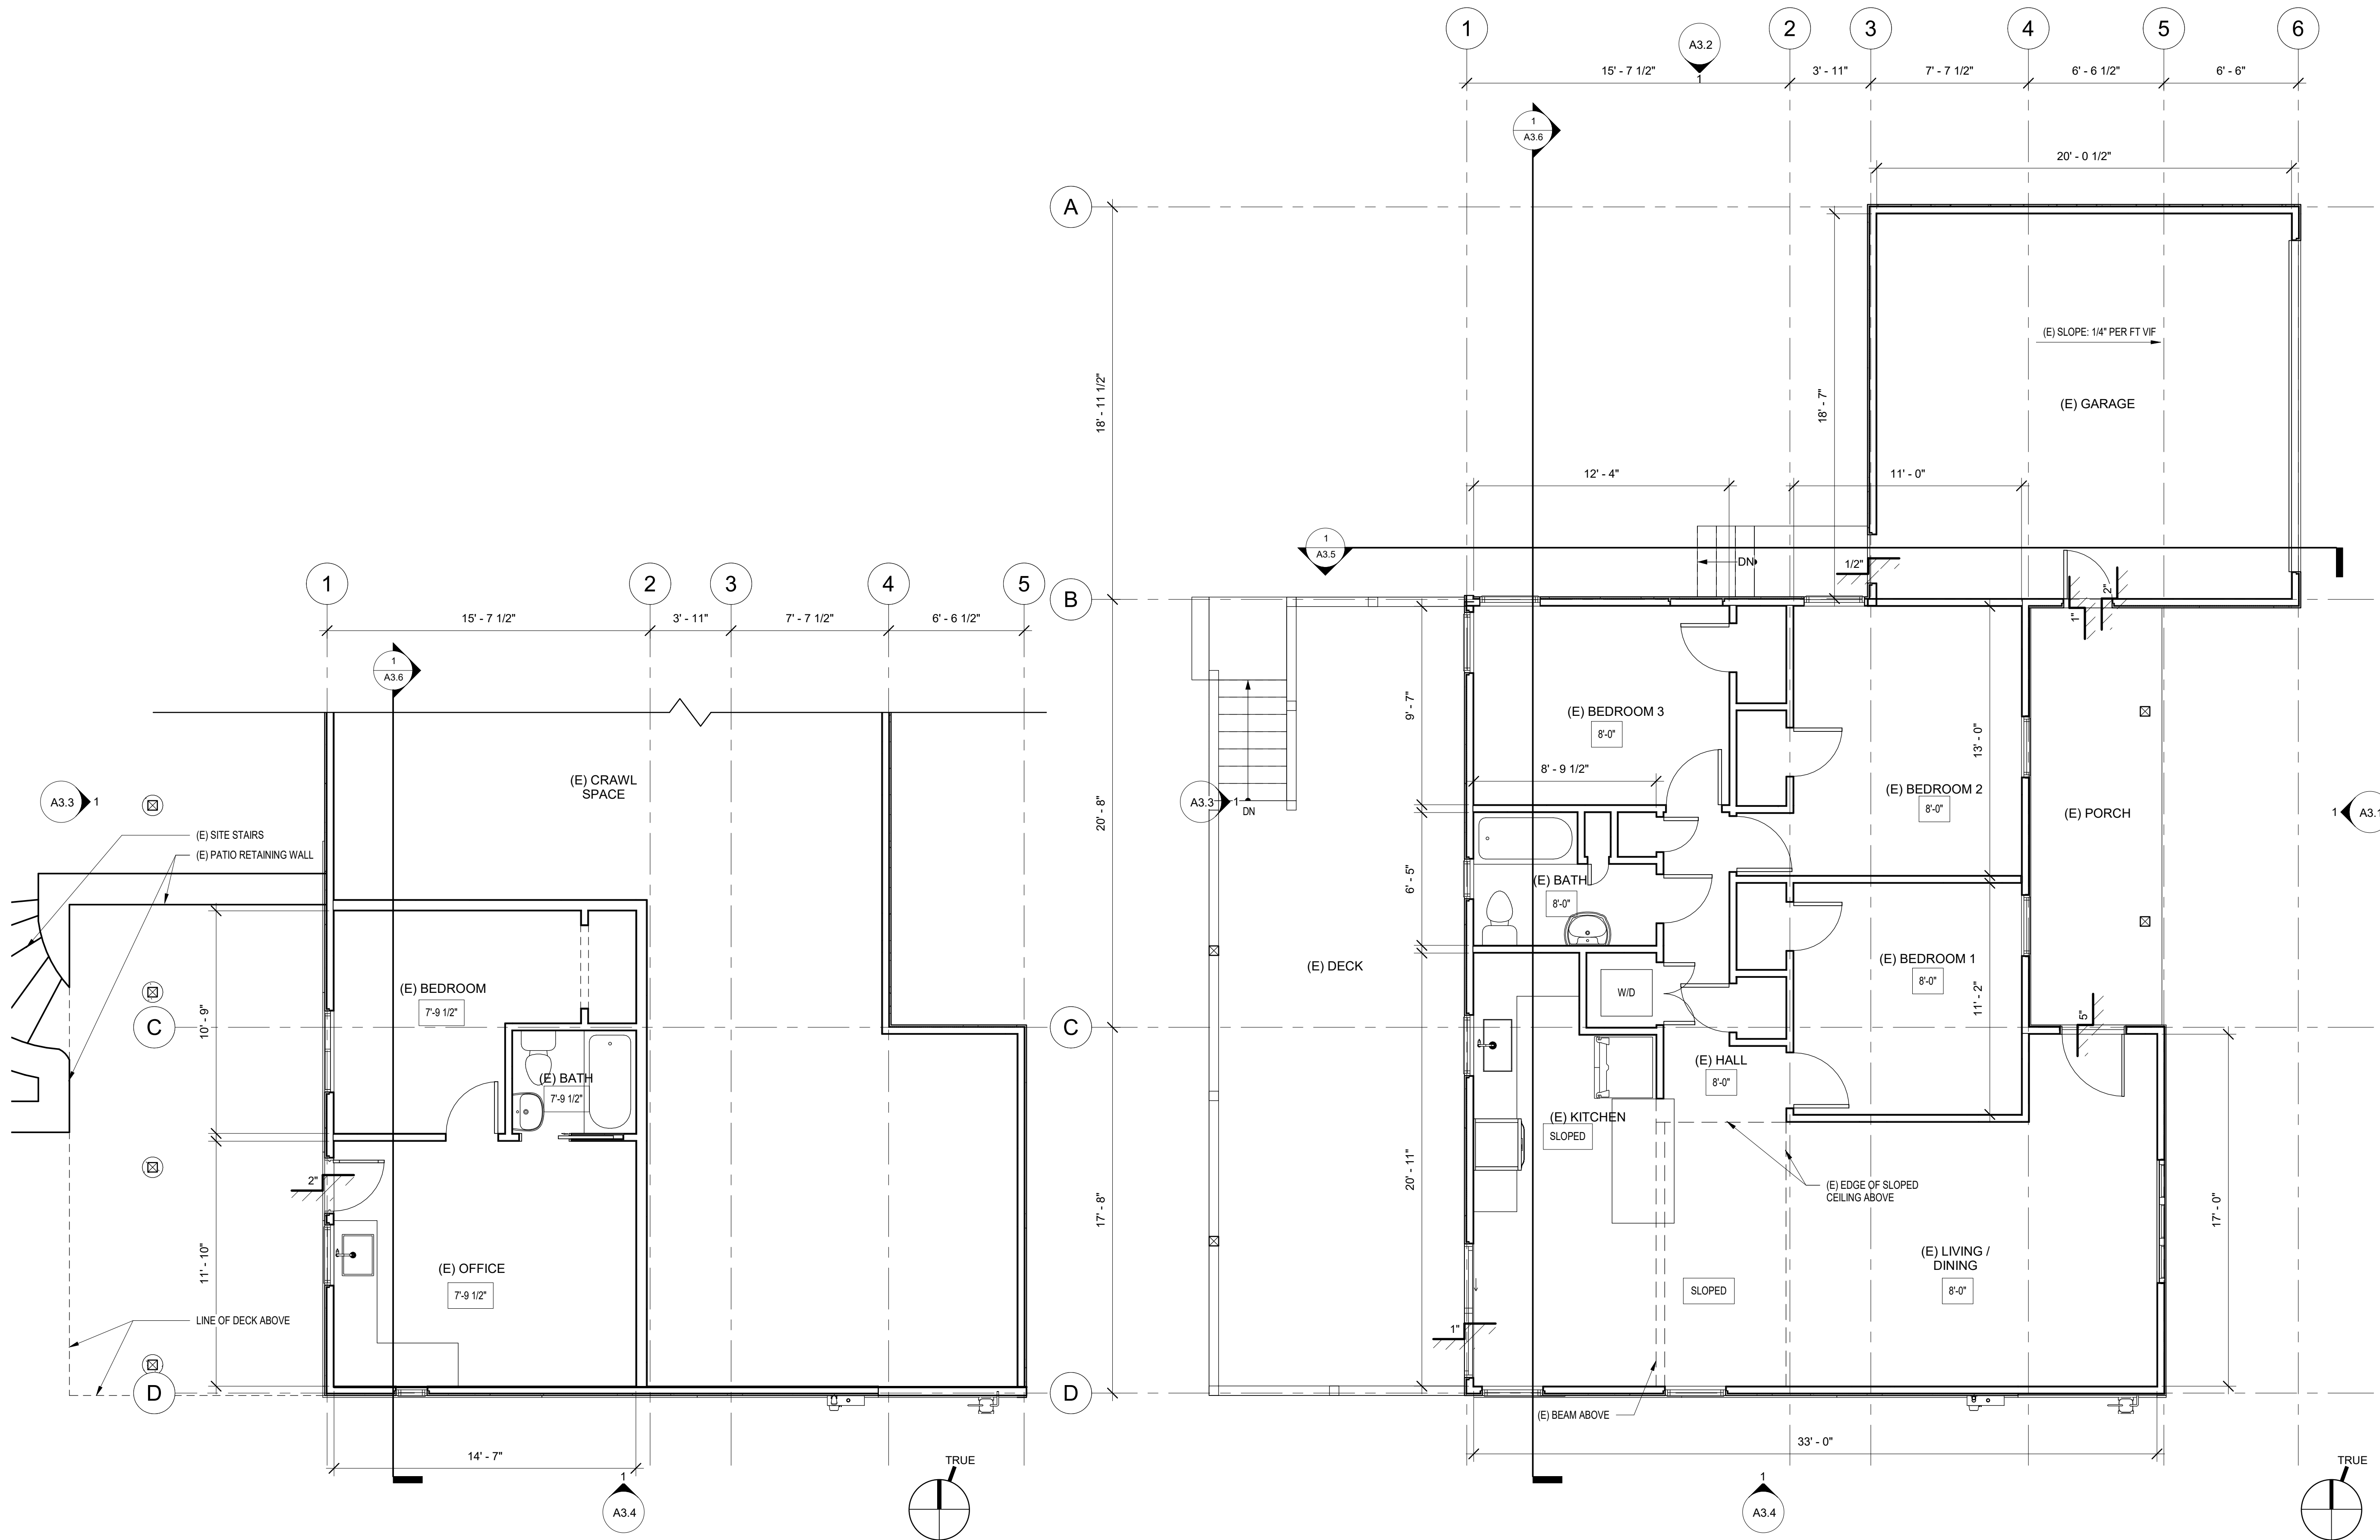 1
2
3
4
5
6
A3.2
1
15' - 7 1/2"
3' - 11"
7' - 7 1/2"
6' - 6 1/2"
6' - 6"
1
A3.6
20' - 0 1/2"
A
18' - 11 1/2"
18' - 7"
(E) SLOPE: 1/4" PER FT VIF
(E) GARAGE
12' - 4"
11' - 0"
1
A3.5
DN
1/2"
1"
2"
B
9' - 7"
(E) BEDROOM 3
8'-0"
8' - 9 1/2"
13' - 0"
(E) BEDROOM 2
8'-0"
(E) PORCH
1
A3.1
A3.3
1
DN
20' - 8"
6' - 5"
(E) BATH
8'-0"
(E) DECK
W/D
(E) BEDROOM 1
8'-0"
11' - 2"
5"
C
(E) HALL
8'-0"
(E) KITCHEN
SLOPED
20' - 11"
(E) EDGE OF SLOPED
CEILING ABOVE
17' - 8"
17' - 0"
(E) LIVING /
DINING
8'-0"
SLOPED
1"
D
(E) BEAM ABOVE
33' - 0"
1
A3.4
TRUE
1
2
3
4
5
15' - 7 1/2"
3' - 11"
7' - 7 1/2"
6' - 6 1/2"
1
A3.6
(E) CRAWL
SPACE
A3.3
1
(E) SITE STAIRS
(E) PATIO RETAINING WALL
10' - 9"
(E) BEDROOM
7'-9 1/2"
C
(E) BATH
7'-9 1/2"
2"
11' - 10"
(E) OFFICE
7'-9 1/2"
LINE OF DECK ABOVE
D
14' - 7"
1
A3.4
TRUE